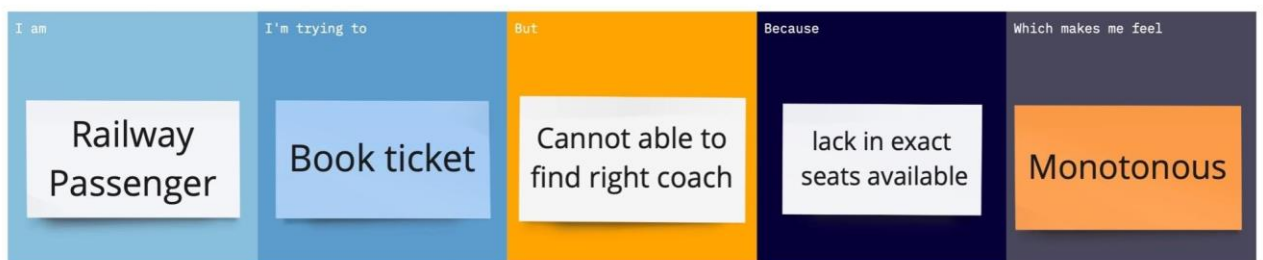 I am
Railway
Passenger
I'm trying to
Book ticket
But
Cannot able to
find right coach
Because
lack in exact
seats available
Which makes me feel
Monotonous